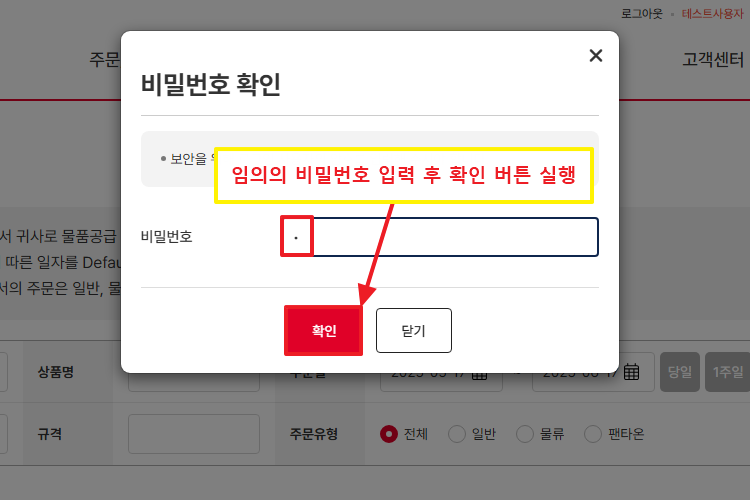 로그아웃 • 테스트사용자
주문
고객센터
비밀번호 확인
• 보안을
임의의 비밀번호 입력 후 확인 버튼 실행
서 귀사로 물품공급
비밀번호
따른 일자를 Defau
서의 주문은 일반, 물
확인
닫기
상품명
당일
1주일
규격
주문유형
전체
일반
물류
팬타온